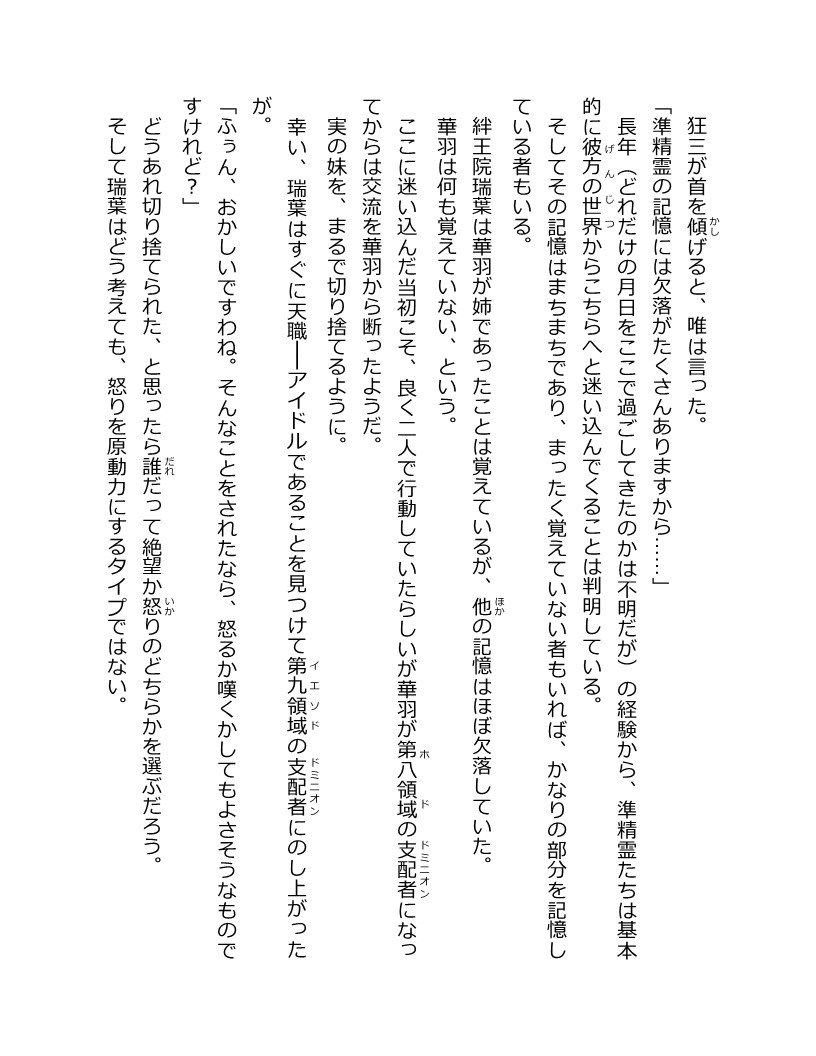 狂三が首を傾げると、唯は言った。
「準精霊の記憶には欠落がたくさんありますから……」
長年（どれだけの月日をここで過ごしてきたのかは不明だが）の経験から、準精霊たちは基本
的に彼方の世界からこちらへと迷い込んでくることは判明している。
そしてその記憶はまちまちであり、まったく覚えていない者もいれば、かなりの部分を記憶し
ている者もいる。
絆王院瑞葉は華羽が姉であったことは覚えているが、他の記憶はほぼ欠落していた。
華羽は何も覚えていない、という。
ここに迷い込んだ当初こそ、良く二人で行動していたらしいが華羽が第八領域の支配者になっ
てからは交流を華羽から断ったようだ。
実の妹を、まるで切り捨てるように。
幸い、瑞葉はすぐに天職──アイドルであることを見つけて第九領域の支配者にのし上がった
が。
「ふぅん、おかしいですわね。そんなことをされたなら、怒るか嘆くかしてもよさそうなもので
すけれど？」
どうあれ切り捨てられた、と思ったら誰だって絶望か怒りのどちらかを選ぶだろう。
そして瑞葉はどう考えても、怒りを原動力にするタイプではない。